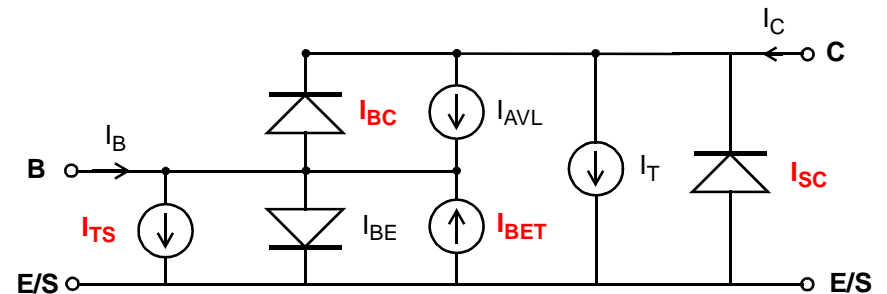 I_C
C
I_BC
I_AVL
I_B
B
I_T
I_SC
I_TS
I_BE
I_BET
E/S
E/S